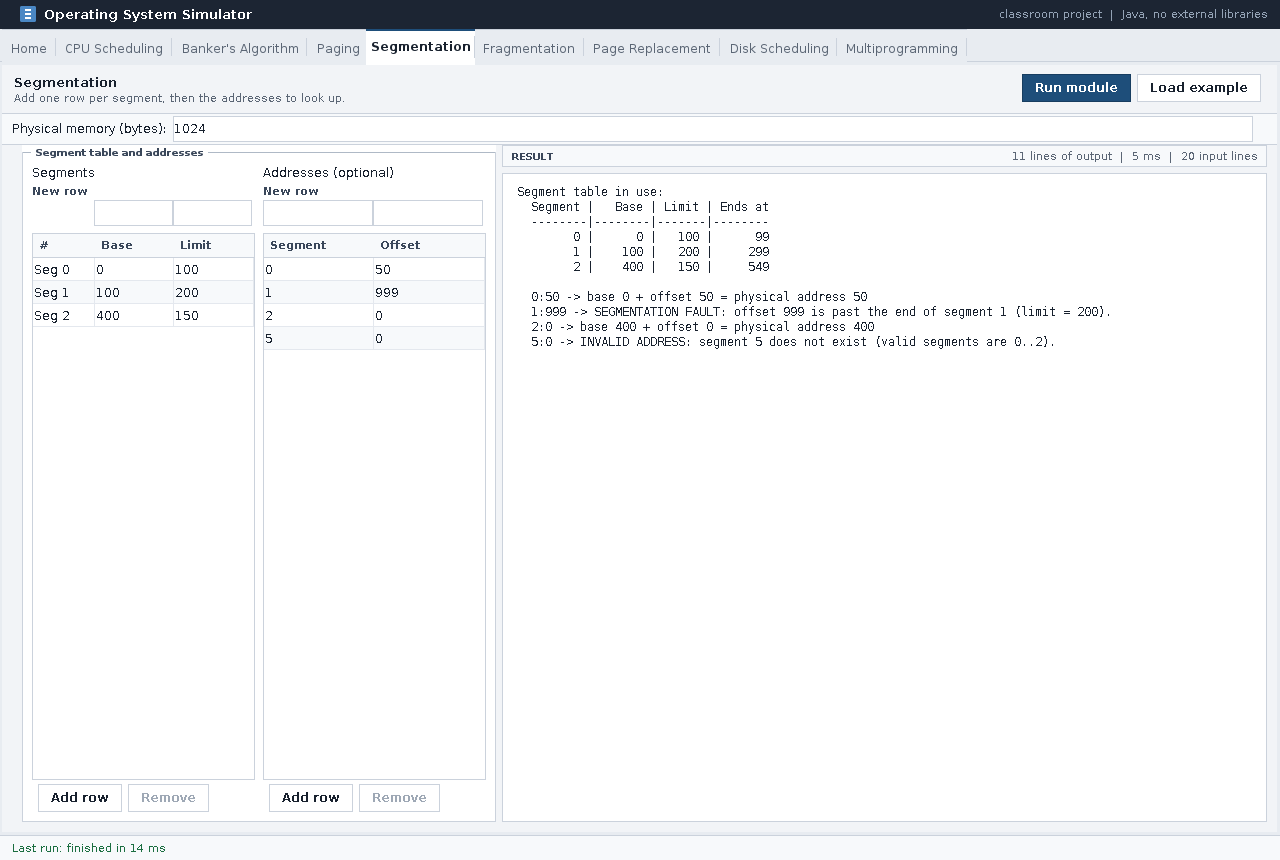 Operating System Simulator
classroom project | Java, no external libraries
Home CPU Scheduling Banker's Algorithm Paging Segmentation Fragmentation Page Replacement Disk Scheduling Multiprogramming
Segmentation
Add one row per segment, then the addresses to look up.
Run module Load example
Physical memory (bytes): 1024
Segment table and addresses
Segments
New row
# Base Limit
Seg 0 0 100
Seg 1 100 200
Seg 2 400 150
Add row Remove
Addresses (optional)
New row
Segment Offset
0 50
1 999
2 0
5 0
Add row Remove
RESULT 11 lines of output | 5 ms | 20 input lines
Segment table in use:
Segment | Base | Limit | Ends at
--------|--------|-------|--------
0 | 0 | 100 | 99
1 | 100 | 200 | 299
2 | 400 | 150 | 549
0:50 -> base 0 + offset 50 = physical address 50
1:999 -> SEGMENTATION FAULT: offset 999 is past the end of segment 1 (limit = 200).
2:0 -> base 400 + offset 0 = physical address 400
5:0 -> INVALID ADDRESS: segment 5 does not exist (valid segments are 0..2).
Last run: finished in 14 ms